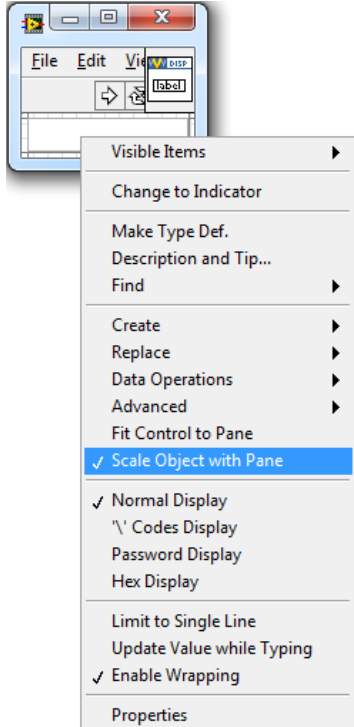 File Edit Vie
DISP
label
Visible Items
Change to Indicator
Make Type Def.
Description and Tip...
Find
Create
Replace
Data Operations
Advanced
Fit Control to Pane
Scale Object with Pane
Normal Display
'\' Codes Display
Password Display
Hex Display
Limit to Single Line
Update Value while Typing
Enable Wrapping
Properties